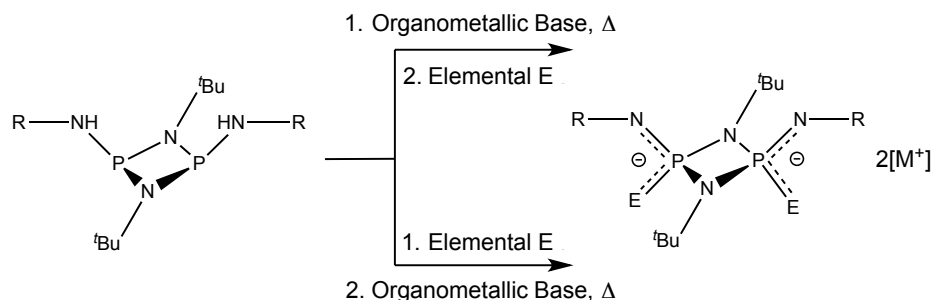 1. Organometallic Base, Δ
2. Elemental E
tBu
R NH HN R
N
P P
N
tBu
tBu
R N N R
N
⊖ P P ⊖ 2[M+]
N
E E
tBu
1. Elemental E
2. Organometallic Base, Δ